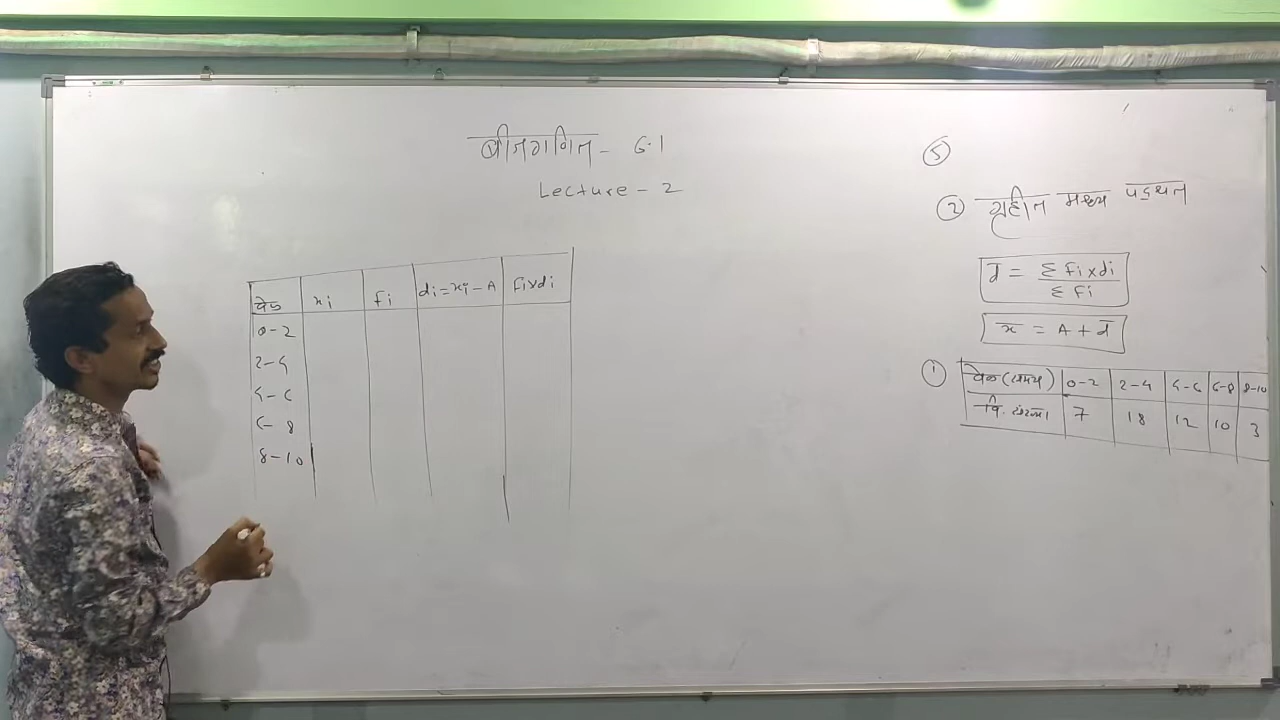 बीजगणित - 6.1
Lecture - 2
वेळ xi fi di=xi-A fixdi
0-2
2-4
4-6
6-8
8-10
⑤
② गृहीत मध्य पद्धत
d̅ = Σ fixdi / Σ fi
x̅ = A + d̅
① वेळ (तास) 0-2 2-4 4-6 6-8 8-10
वि. संख्या 7 18 12 10 3